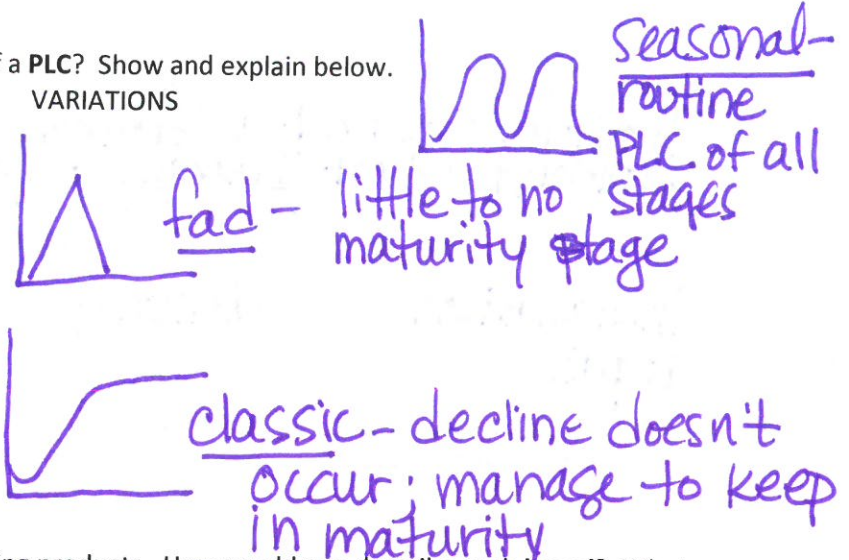 a PLC? Show and explain below.
VARIATIONS
seasonal-
routine
PLC of all
stages
fad - little to no
maturity stage
classic - decline doesn't
occur; manage to keep
in maturity